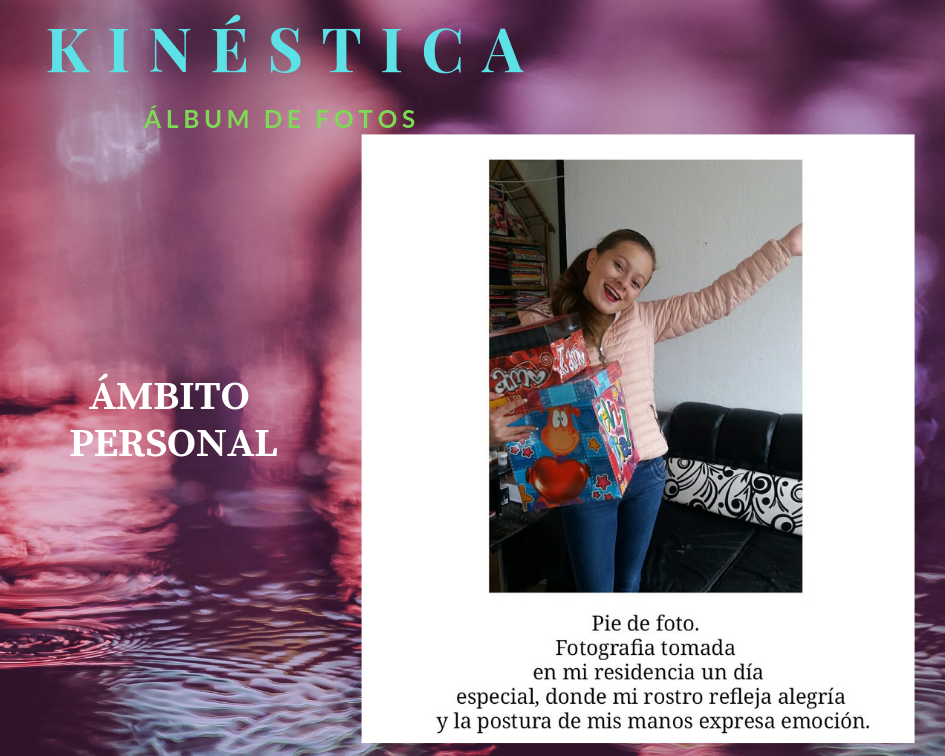 KINÉSTICA
ÁLBUM DE FOTOS
ÁMBITO
PERSONAL
Pie de foto.
Fotografia tomada
en mi residencia un día
especial, donde mi rostro refleja alegría
y la postura de mis manos expresa emoción.